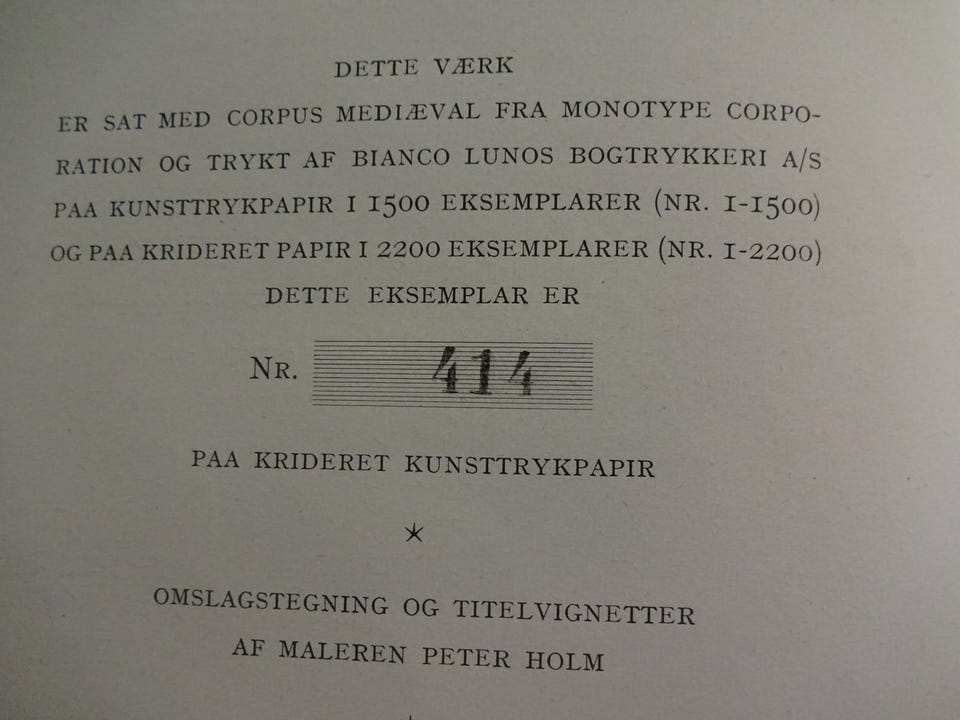 DETTE VÆRK
ER SAT MED CORPUS MEDIÆVAL FRA MONOTYPE CORPO-
RATION OG TRYKT AF BIANCO LUNOS BOGTRYKKERI A/S
PAA KUNSTTRYKPAPIR I 1500 EKSEMPLARER (NR. 1-1500)
OG PAA KRIDERET PAPIR I 2200 EKSEMPLARER (NR. 1-2200)
DETTE EKSEMPLAR ER
NR. 414
PAA KRIDERET KUNSTTRYKPAPIR
*
OMSLAGSTEGNING OG TITELVIGNETTER
AF MALEREN PETER HOLM